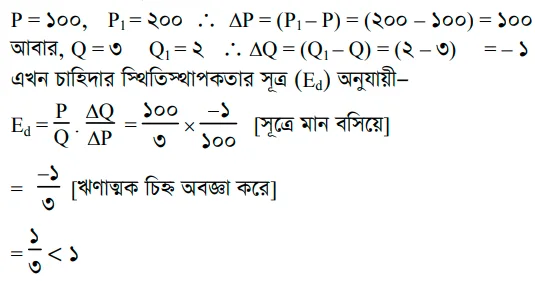 P = ১০০, P₁ = ২০০ ∴ ΔP = (P₁ – P) = (২০০ – ১০০) = ১০০
আবার, Q = ৩ Q₁ = ২ ∴ ΔQ = (Q₁ – Q) = (২ – ৩) = – ১
এখন চাহিদার স্থিতিস্থাপকতার সূত্র (E_d) অনুযায়ী–
E_d = P/Q . ΔQ/ΔP = ১০০/৩ × –১/১০০ [সূত্রে মান বসিয়ে]
= –১/৩ [ঋণাত্মক চিহ্ন অবজ্ঞা করে]
= ১/৩ < ১